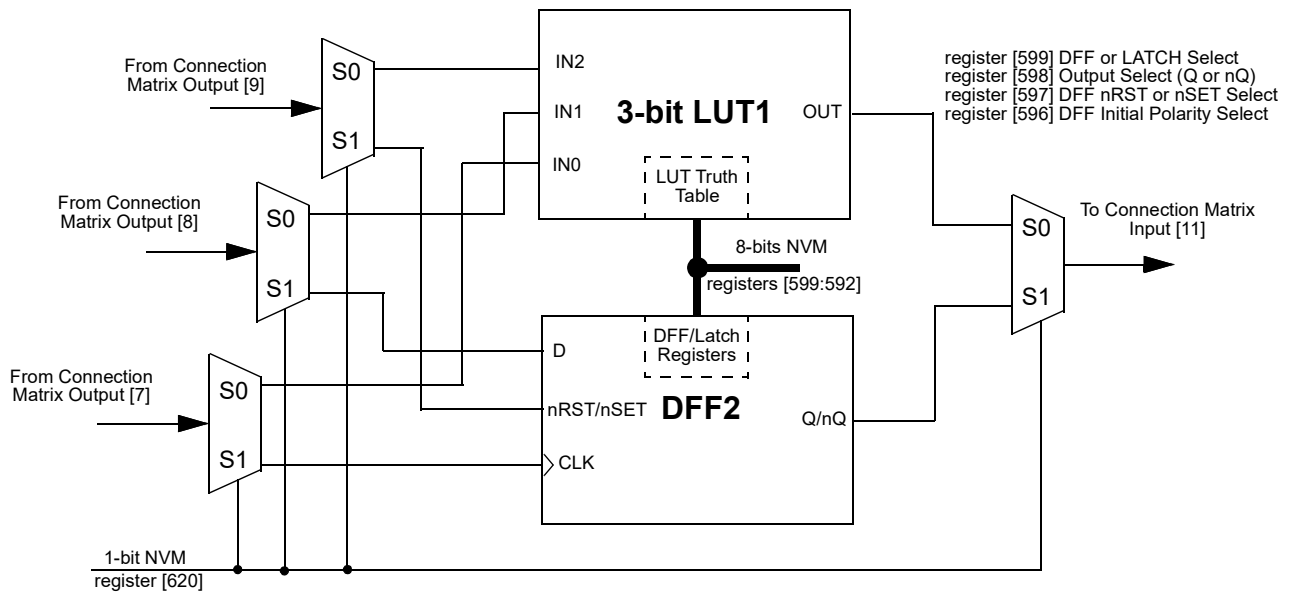 From Connection
Matrix Output [9]
S0
S1
IN2
IN1
IN0
3-bit LUT1
OUT
LUT Truth
Table
register [599] DFF or LATCH Select
register [598] Output Select (Q or nQ)
register [597] DFF nRST or nSET Select
register [596] DFF Initial Polarity Select
From Connection
Matrix Output [8]
S0
S1
8-bits NVM
registers [599:592]
S0
S1
To Connection Matrix
Input [11]
From Connection
Matrix Output [7]
S0
S1
D
nRST/nSET
CLK
DFF/Latch
Registers
DFF2
Q/nQ
1-bit NVM
register [620]